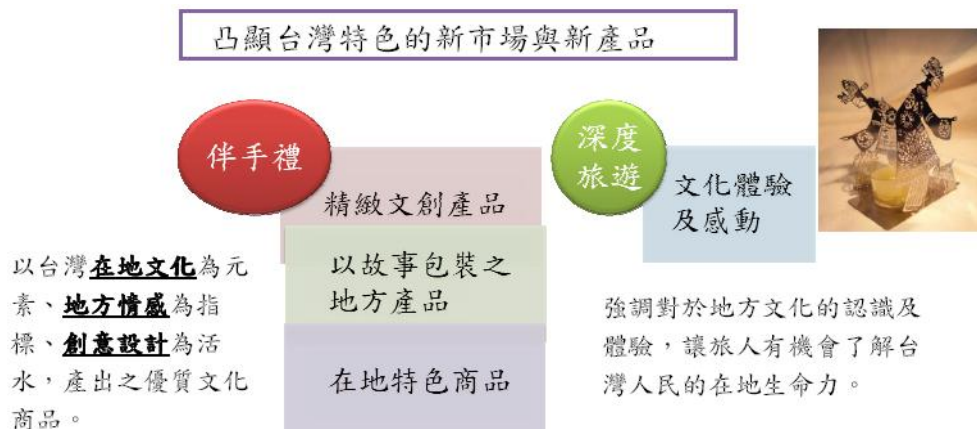 凸顯台灣特色的新市場與新產品
伴手禮
精緻文創產品
以故事包裝之
地方產品
在地特色商品
以台灣在地文化為元
素、地方情感為指
標、創意設計為活
水，產出之優質文化
商品。
深度
旅遊
文化體驗
及感動
強調對於地方文化的認識及
體驗，讓旅人有機會了解台
灣人民的在地生命力。